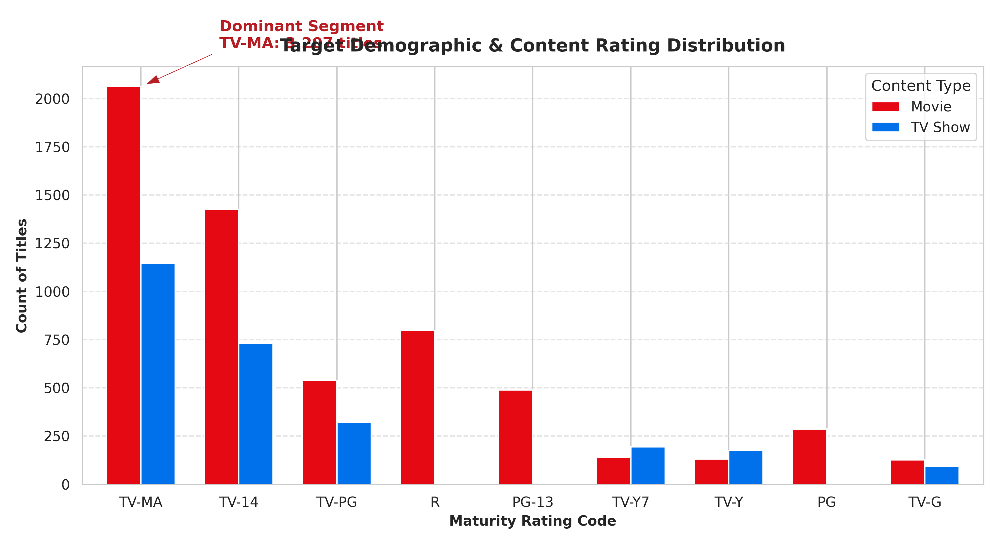 Dominant Segment
TV-MA: 3,207 titles
Target Demographic & Content Rating Distribution
Content Type
Movie
TV Show
Count of Titles
2000
1750
1500
1250
1000
750
500
250
0
TV-MA TV-14 TV-PG R PG-13 TV-Y7 TV-Y PG TV-G
Maturity Rating Code